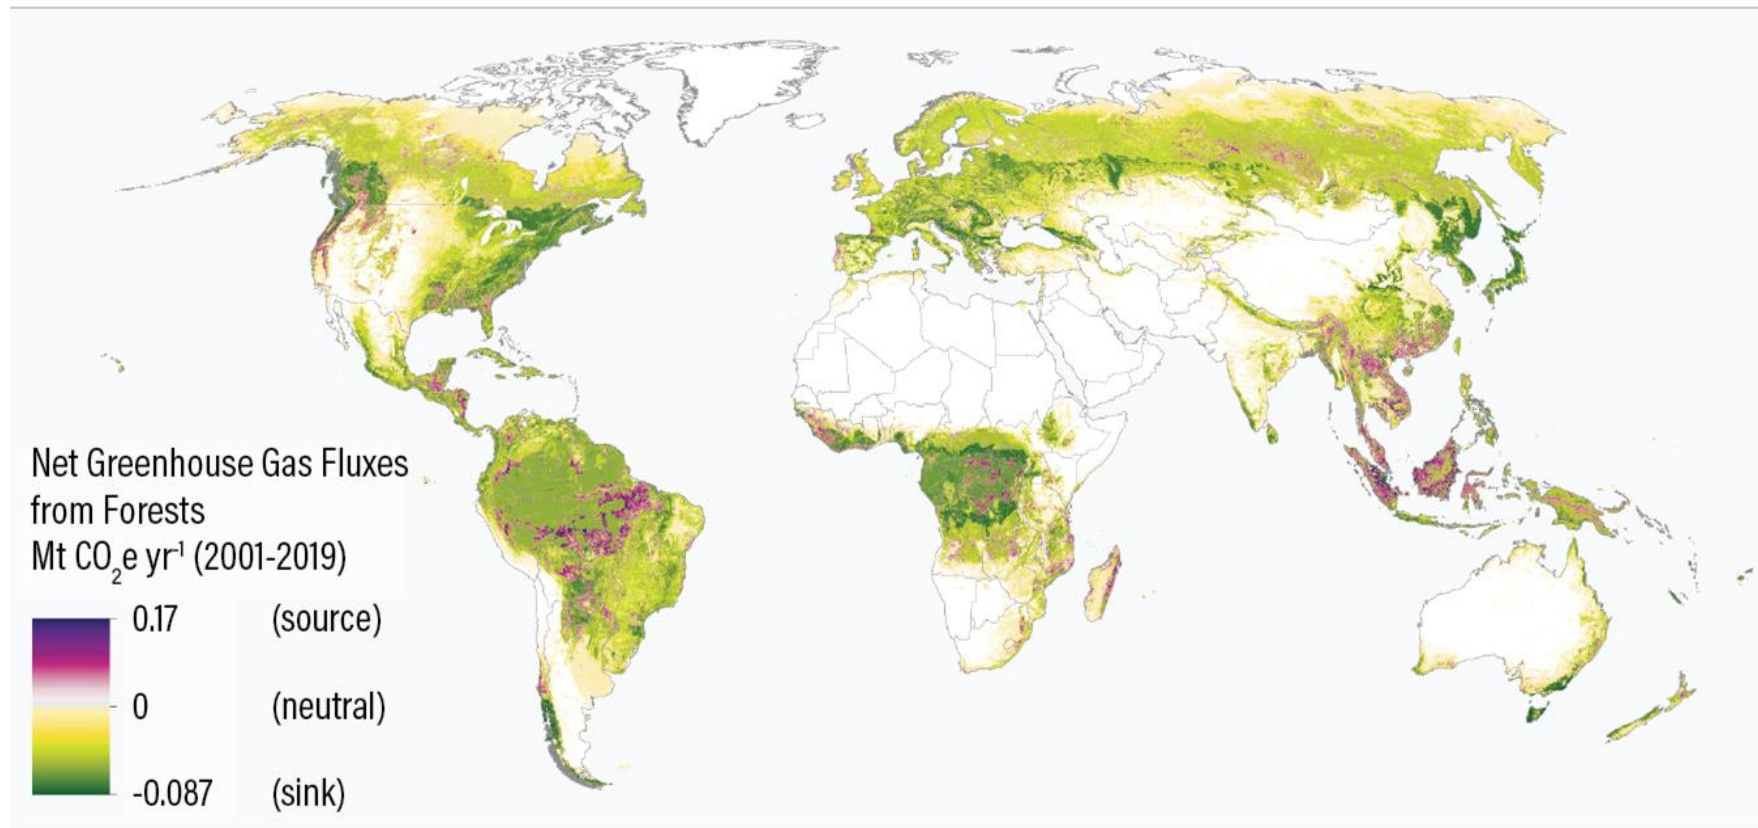 Net Greenhouse Gas Fluxes
from Forests
Mt CO₂e yr⁻¹ (2001-2019)
0.17 (source)
0 (neutral)
-0.087 (sink)